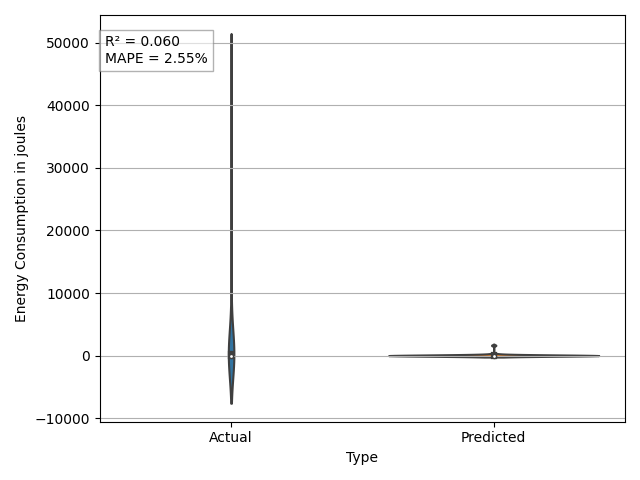 R² = 0.060
MAPE = 2.55%
50000
40000
30000
20000
10000
0
−10000
Energy Consumption in joules
Actual
Predicted
Type